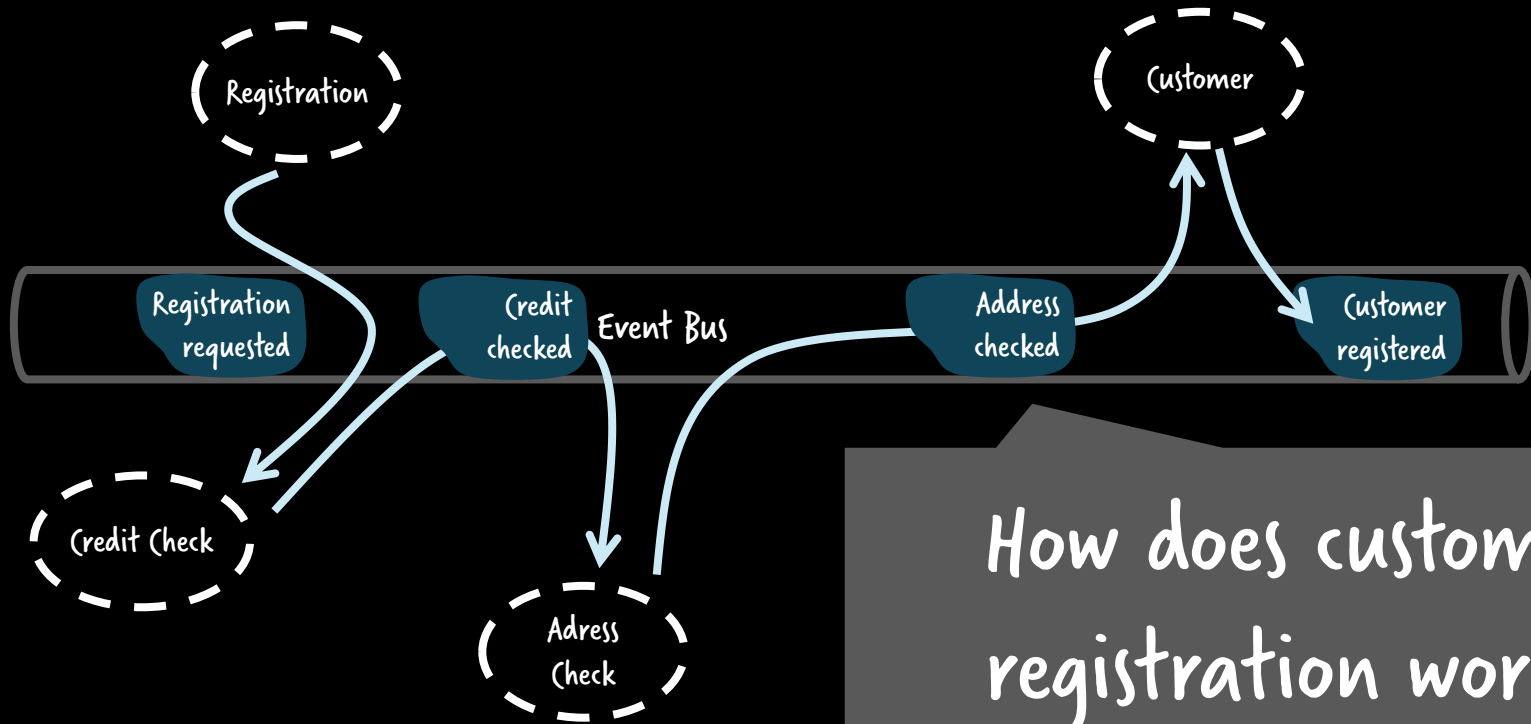 Registration
Customer
Registration
requested
Credit
checked
Event Bus
Address
checked
Customer
registered
Credit Check
Adress
Check
How does custom
registration wor